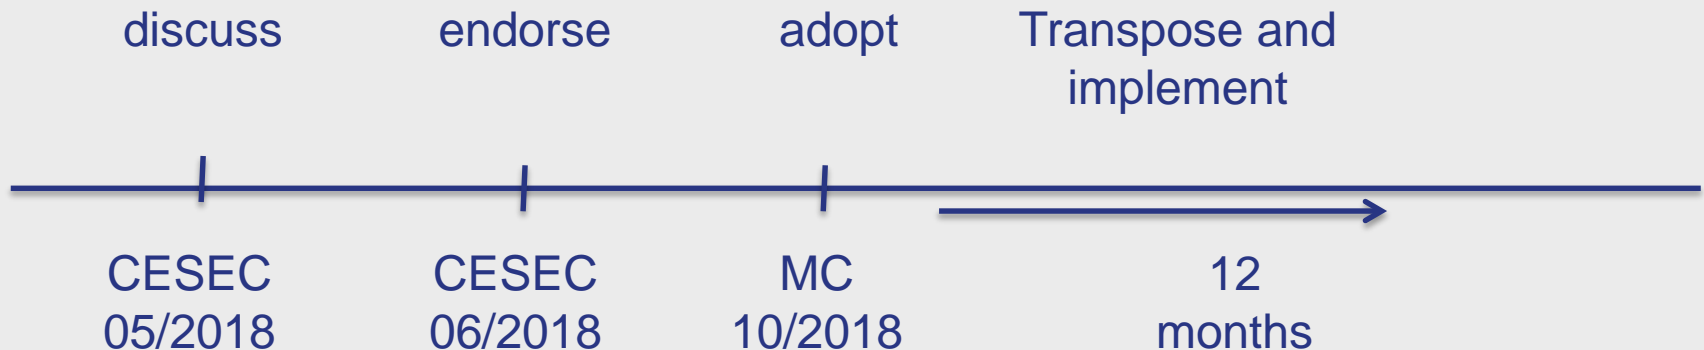 discuss
endorse
adopt
Transpose and
implement
CESEC
05/2018
CESEC
06/2018
MC
10/2018
12
months